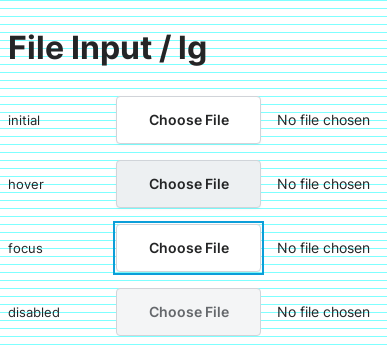 File Input / lg
initial Choose File No file chosen
hover Choose File No file chosen
focus Choose File No file chosen
disabled Choose File No file chosen